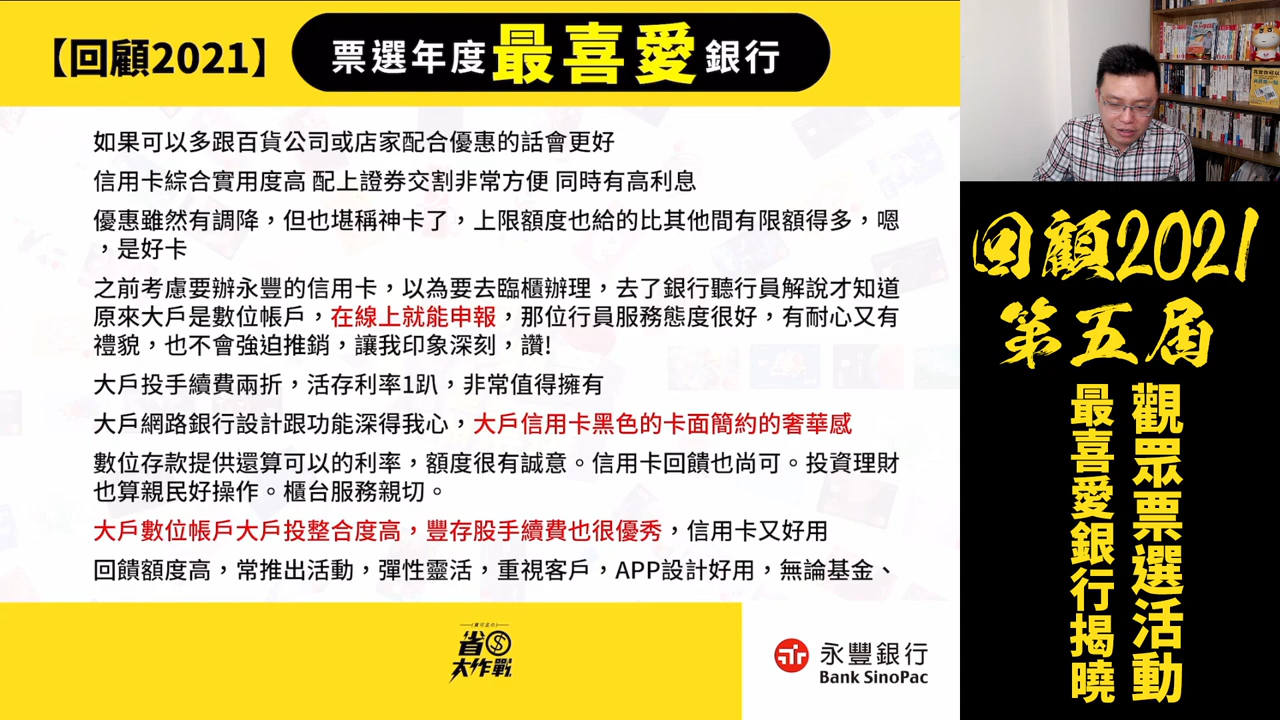 【回顧2021】
票選年度最喜愛銀行
如果可以多跟百貨公司或店家配合優惠的話會更好
信用卡綜合實用度高 配上證券交割非常方便 同時有高利息
優惠雖然有調降，但也堪稱神卡了，上限額度也給的比其他間有限額得多，嗯
，是好卡
之前考慮要辦永豐的信用卡，以為要去臨櫃辦理，去了銀行聽行員解說才知道
原來大戶是數位帳戶，在線上就能申報，那位行員服務態度很好，有耐心又有
禮貌，也不會強迫推銷，讓我印象深刻，讚!
大戶投手續費兩折，活存利率1趴，非常值得擁有
大戶網路銀行設計跟功能深得我心，大戶信用卡黑色的卡面簡約的奢華感
數位存款提供還算可以的利率，額度很有誠意。信用卡回饋也尚可。投資理財
也算親民好操作。櫃台服務親切。
大戶數位帳戶大戶投整合度高，豐存股手續費也很優秀，信用卡又好用
回饋額度高，常推出活動，彈性靈活，重視客戶，APP設計好用，無論基金、
省$
大作戰
永豐銀行
Bank SinoPac
回顧2021
第五屆
觀眾票選活動
最喜愛銀行揭曉